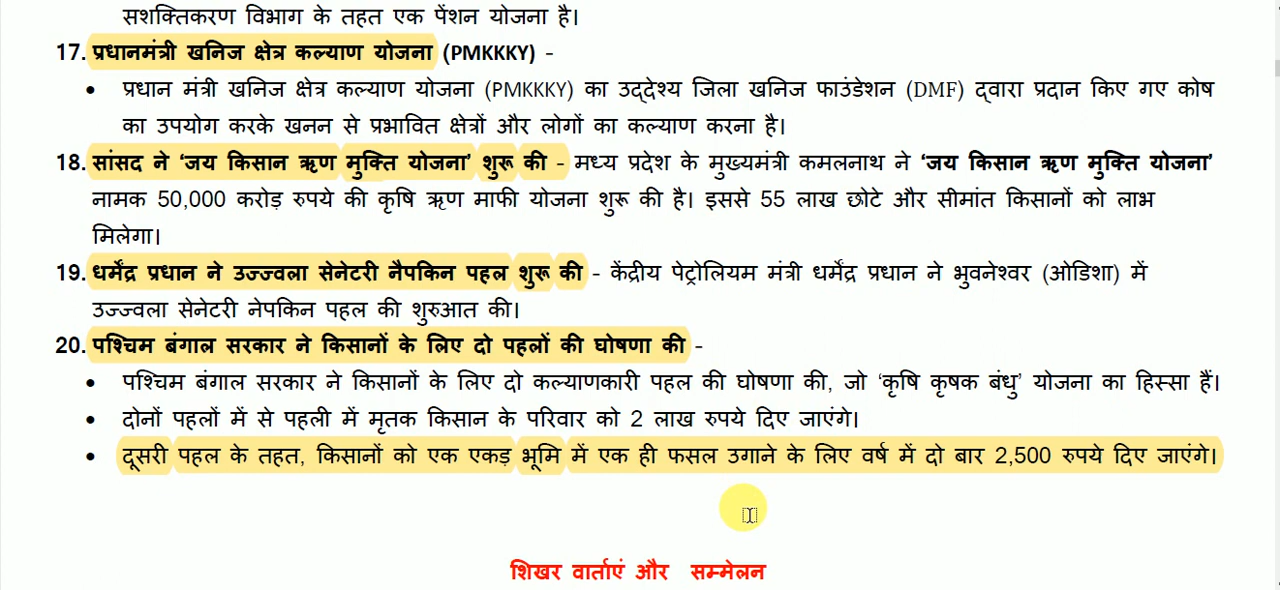 सशक्तिकरण विभाग के तहत एक पेंशन योजना है।
17. प्रधानमंत्री खनिज क्षेत्र कल्याण योजना (PMKKKY) -
• प्रधान मंत्री खनिज क्षेत्र कल्याण योजना (PMKKKY) का उद्देश्य जिला खनिज फाउंडेशन (DMF) द्वारा प्रदान किए गए कोष
का उपयोग करके खनन से प्रभावित क्षेत्रों और लोगों का कल्याण करना है।
18. सांसद ने 'जय किसान ऋण मुक्ति योजना' शुरू की - मध्य प्रदेश के मुख्यमंत्री कमलनाथ ने 'जय किसान ऋण मुक्ति योजना'
नामक 50,000 करोड़ रुपये की कृषि ऋण माफी योजना शुरू की है। इससे 55 लाख छोटे और सीमांत किसानों को लाभ
मिलेगा।
19. धर्मेंद्र प्रधान ने उज्ज्वला सेनेटरी नैपकिन पहल शुरू की - केंद्रीय पेट्रोलियम मंत्री धर्मेंद्र प्रधान ने भुवनेश्वर (ओडिशा) में
उज्ज्वला सेनेटरी नेपकिन पहल की शुरुआत की।
20. पश्चिम बंगाल सरकार ने किसानों के लिए दो पहलों की घोषणा की -
• पश्चिम बंगाल सरकार ने किसानों के लिए दो कल्याणकारी पहल की घोषणा की, जो 'कृषि कृषक बंधु' योजना का हिस्सा हैं।
• दोनों पहलों में से पहली में मृतक किसान के परिवार को 2 लाख रुपये दिए जाएंगे।
• दूसरी पहल के तहत, किसानों को एक एकड़ भूमि में एक ही फसल उगाने के लिए वर्ष में दो बार 2,500 रुपये दिए जाएंगे।
शिखर वार्ताएं और सम्मेलन